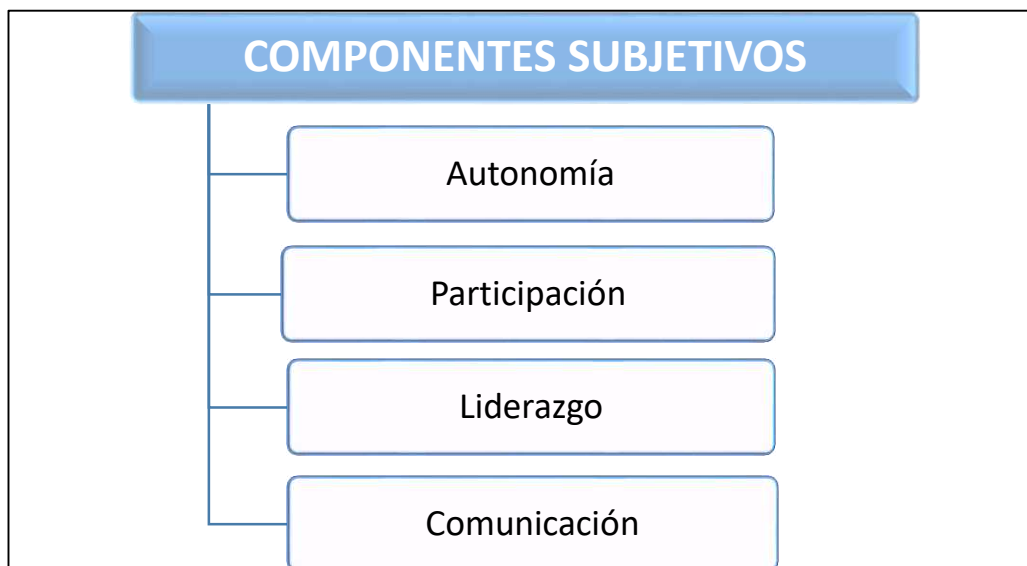 COMPONENTES SUBJETIVOS
Autonomía
Participación
Liderazgo
Comunicación